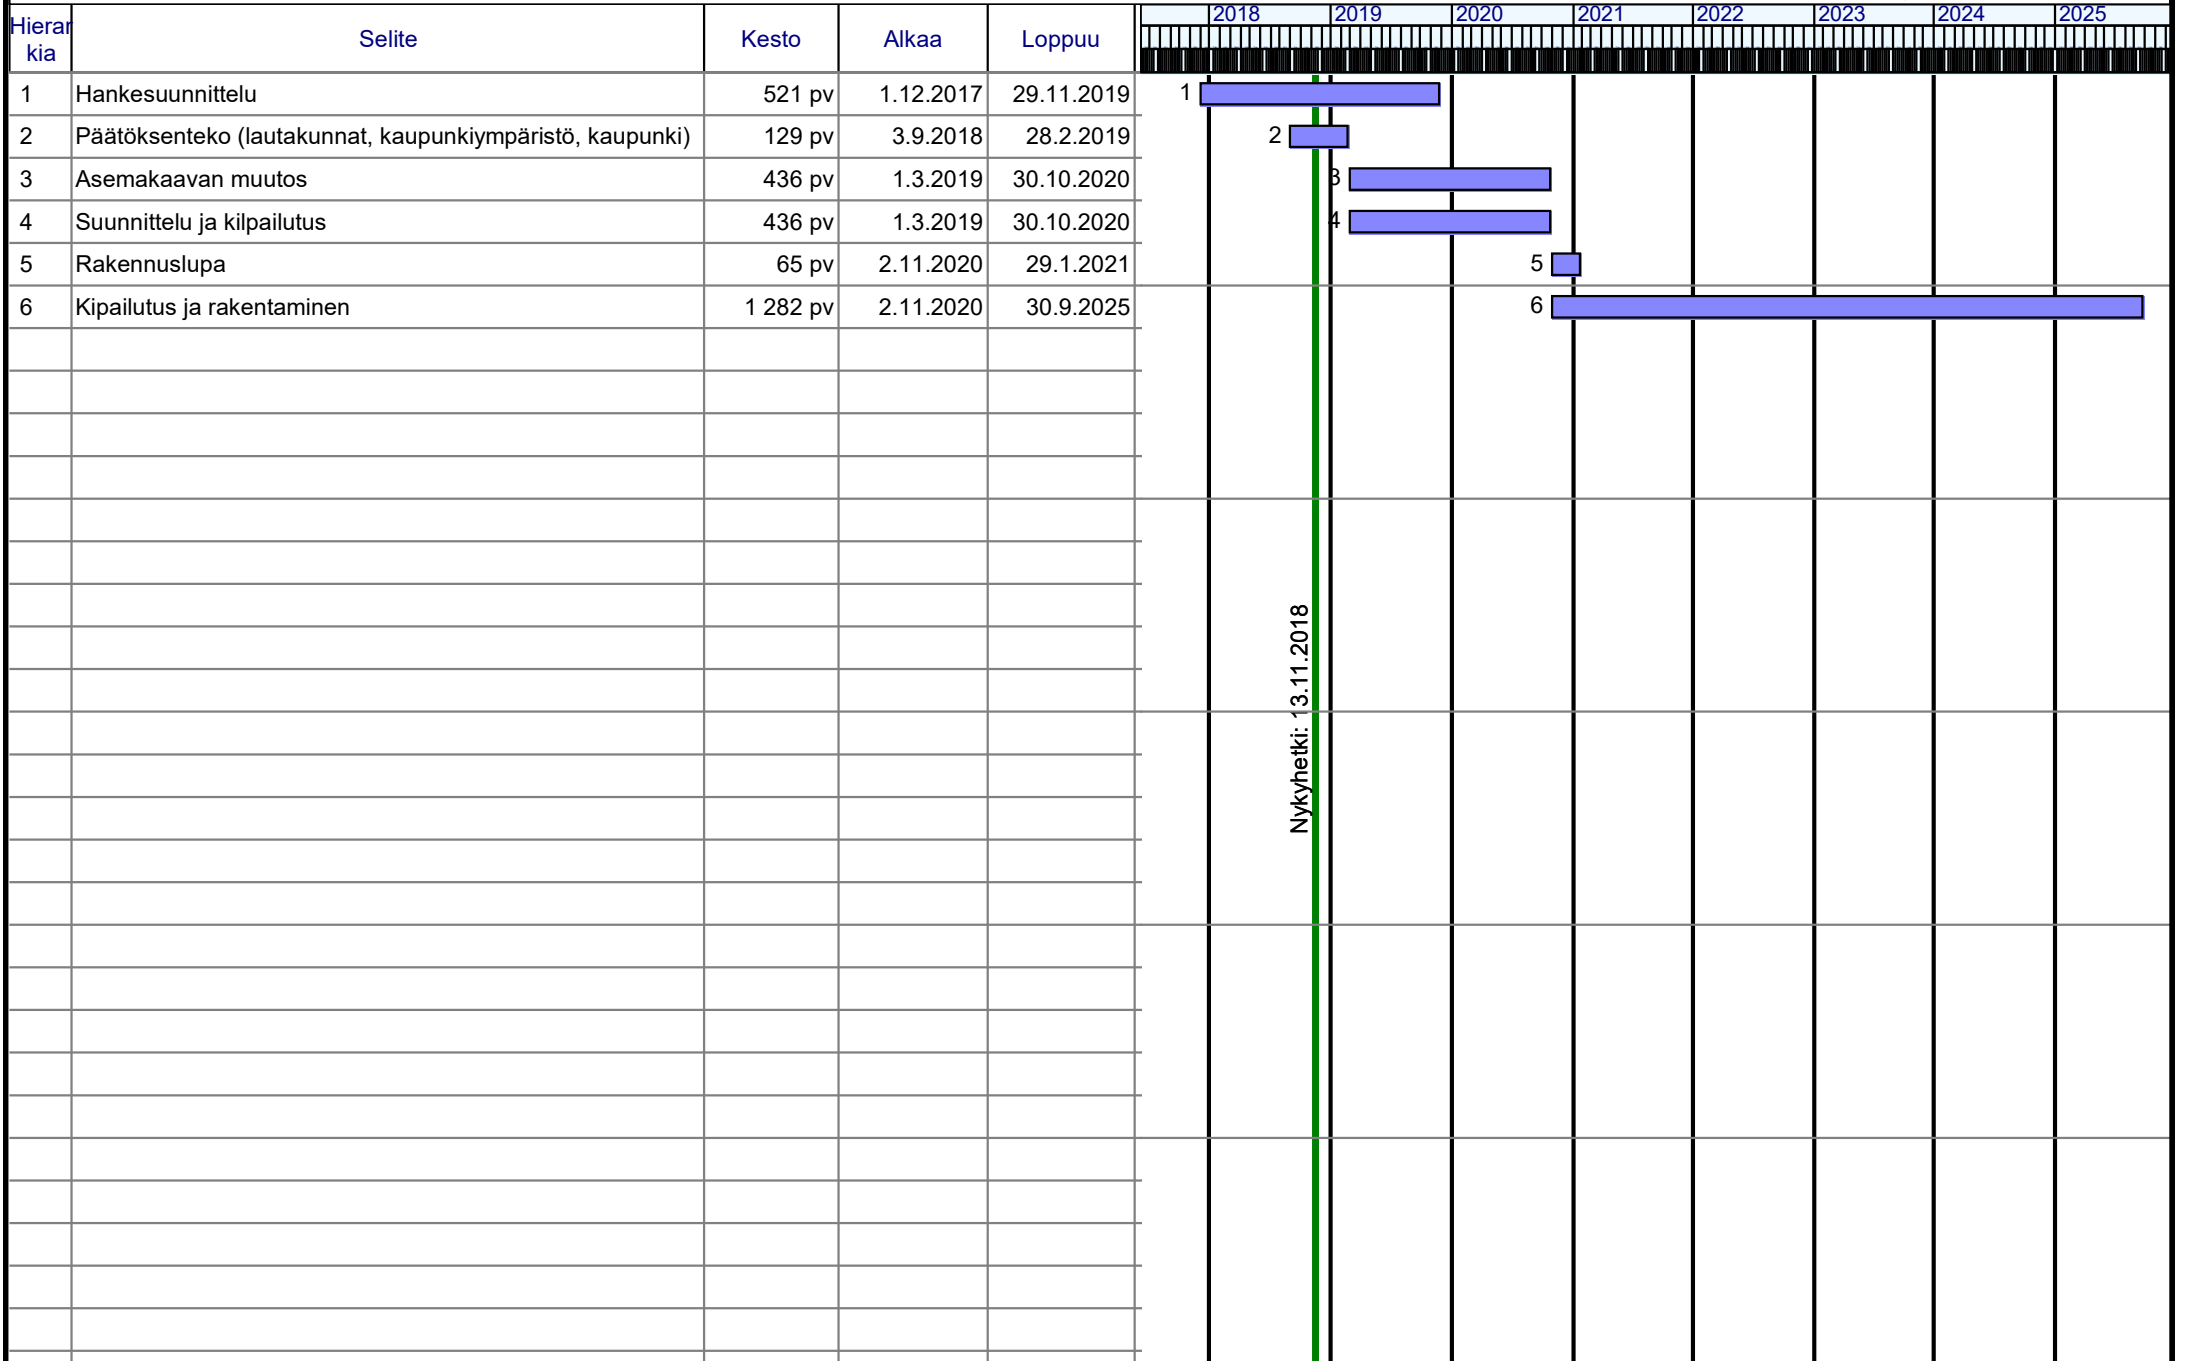 Hierar
kia
Selite
Kesto
Alkaa
Loppuu
2018 2019 2020 2021 2022 2023 2024 2025
1 Hankesuunnittelu 521 pv 1.12.2017 29.11.2019 1
2 Päätöksenteko (lautakunnat, kaupunkiympäristö, kaupunki) 129 pv 3.9.2018 28.2.2019 2
3 Asemakaavan muutos 436 pv 1.3.2019 30.10.2020 3
4 Suunnittelu ja kilpailutus 436 pv 1.3.2019 30.10.2020 4
5 Rakennuslupa 65 pv 2.11.2020 29.1.2021 5
6 Kipailutus ja rakentaminen 1 282 pv 2.11.2020 30.9.2025 6
Nykyhetki: 13.11.2018